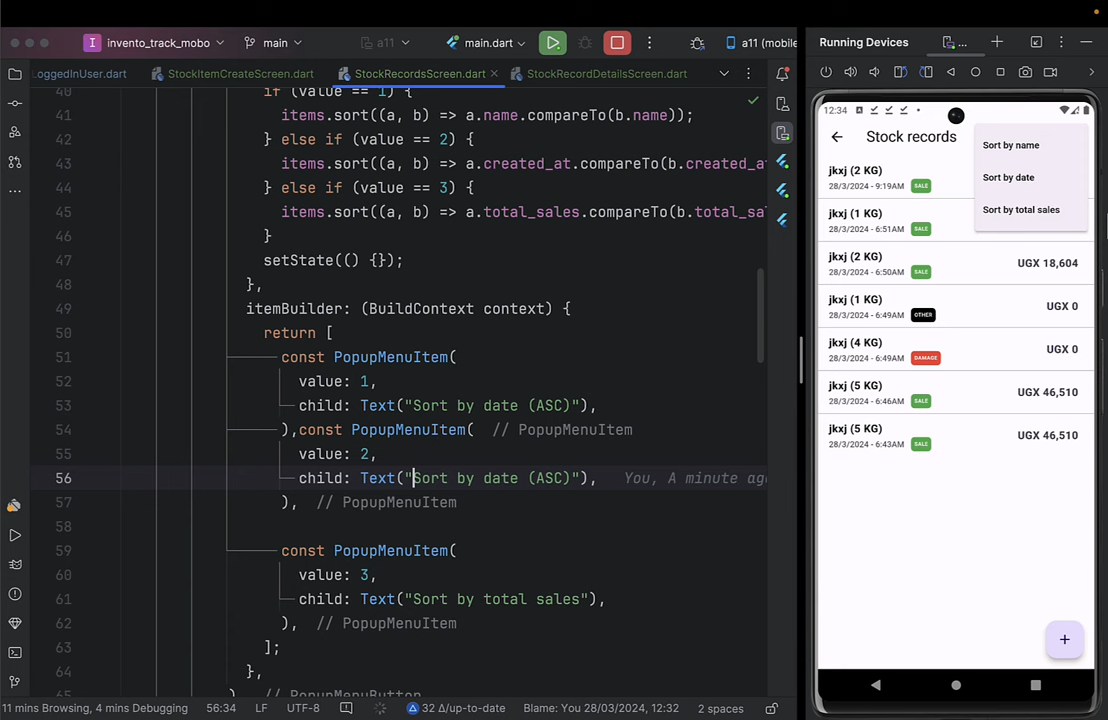 invento_track_mobo
main
a11
main.dart
a11 (mobile
Running Devices
...
LoggedInUser.dart
StockItemCreateScreen.dart
StockRecordsScreen.dart
StockRecordDetailsScreen.dart
40 if (value == 1) {
41 items.sort((a, b) => a.name.compareTo(b.name));
42 } else if (value == 2) {
43 items.sort((a, b) => a.created_at.compareTo(b.created_at
44 } else if (value == 3) {
45 items.sort((a, b) => a.total_sales.compareTo(b.total_sa
46 }
47 setState(() {});
48 },
49 itemBuilder: (BuildContext context) {
50 return [
51 const PopupMenuItem(
52 value: 1,
53 child: Text("Sort by date (ASC)"),
54 ),const PopupMenuItem( // PopupMenuItem
55 value: 2,
56 child: Text("Sort by date (ASC)"), You, A minute ago
57 ), // PopupMenuItem
58
59 const PopupMenuItem(
60 value: 3,
61 child: Text("Sort by total sales"),
62 ), // PopupMenuItem
63 ];
64 },
65 ) // PopupMenuButton
12:34
Stock records
Sort by name
Sort by date
Sort by total sales
jkxj (2 KG)
28/3/2024 - 9:19AM SALE
jkxj (1 KG)
28/3/2024 - 6:51AM SALE
jkxj (2 KG)
28/3/2024 - 6:50AM SALE
UGX 18,604
jkxj (1 KG)
28/3/2024 - 6:49AM OTHER
UGX 0
jkxj (4 KG)
28/3/2024 - 6:49AM DAMAGE
UGX 0
jkxj (5 KG)
28/3/2024 - 6:46AM SALE
UGX 46,510
jkxj (5 KG)
28/3/2024 - 6:43AM SALE
UGX 46,510
11 mins Browsing, 4 mins Debugging
56:34
LF
UTF-8
32 Δ/up-to-date
Blame: You 28/03/2024, 12:32
2 spaces